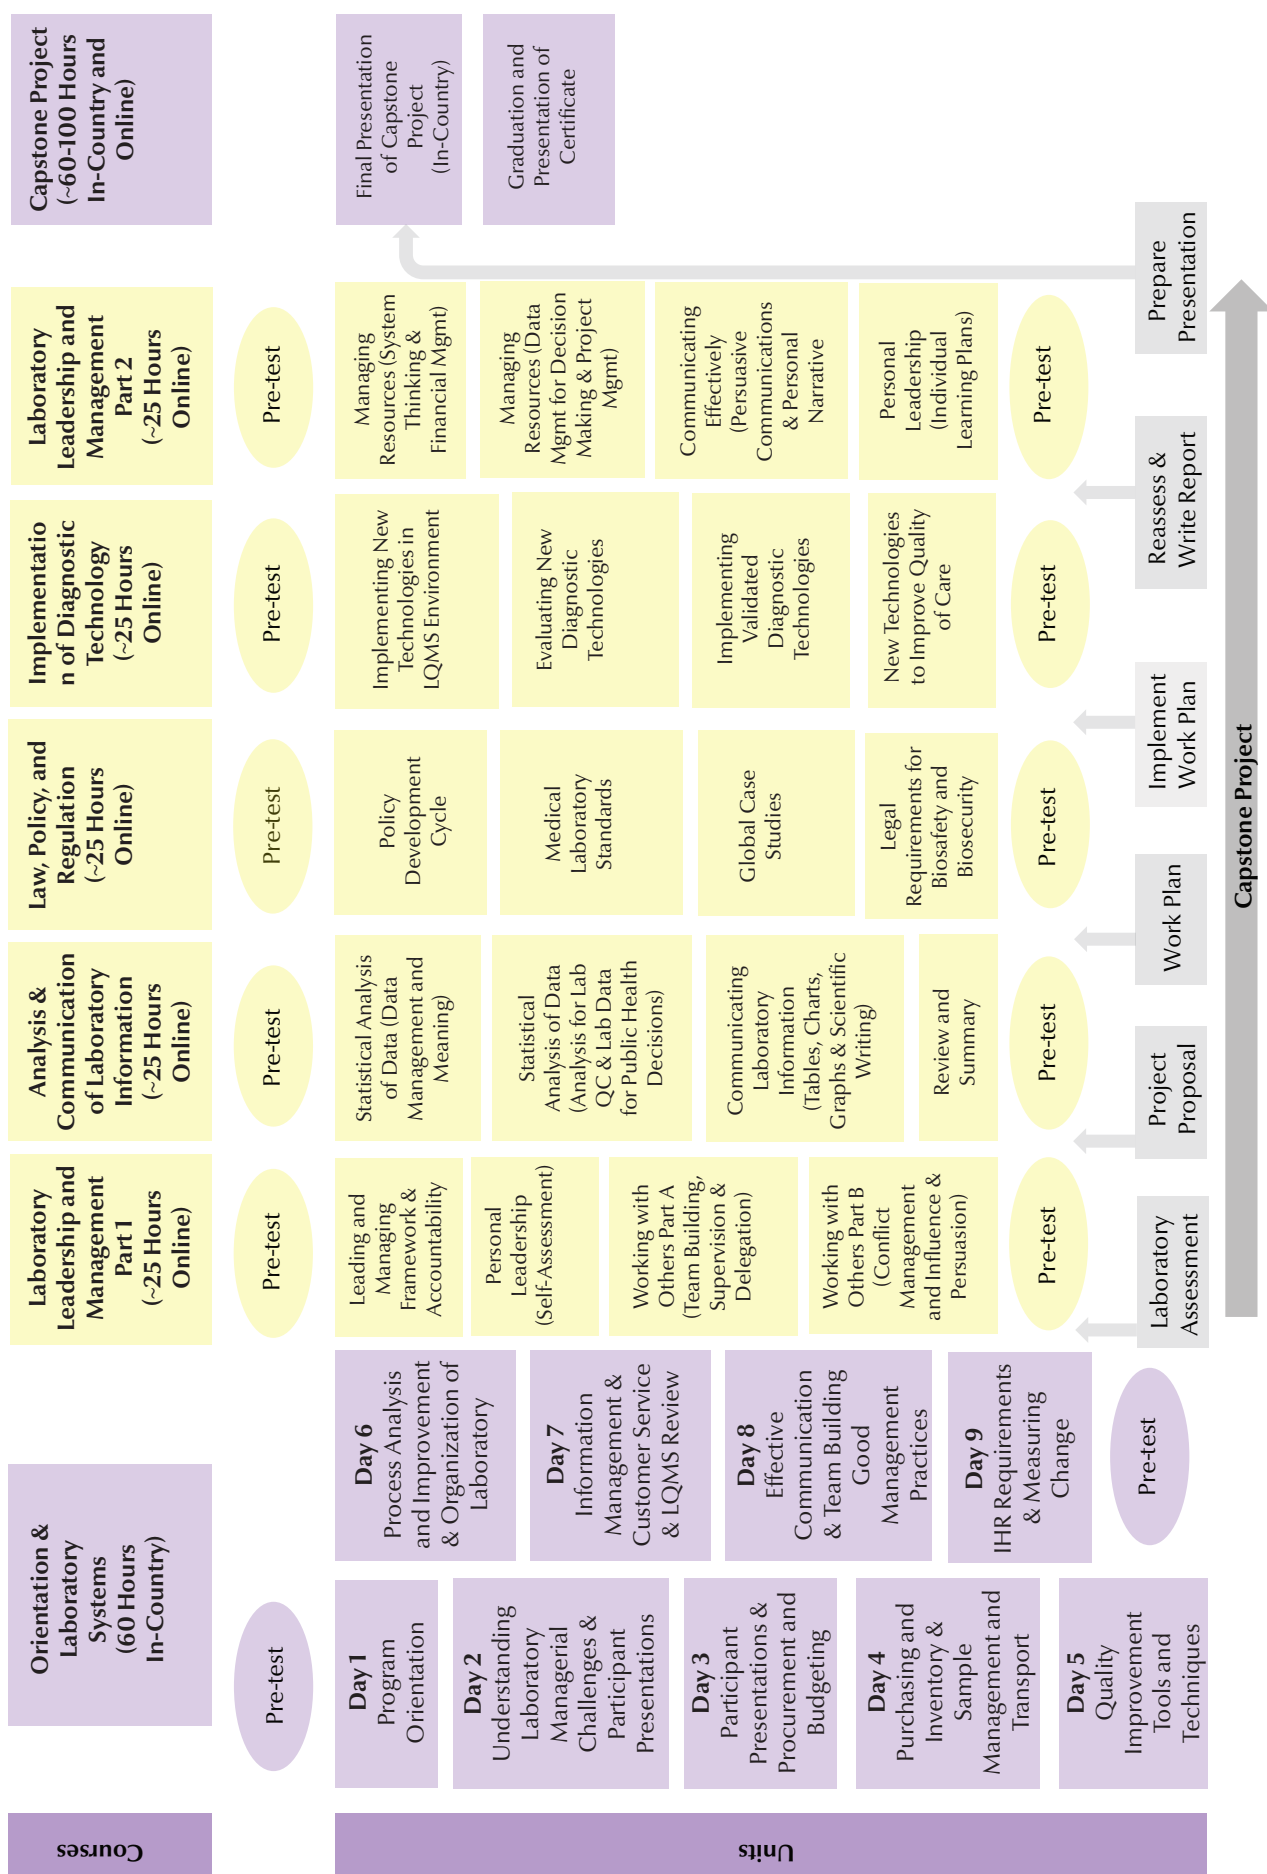 Courses
Orientation &
Laboratory
Systems
(60 Hours
In-Country)
Laboratory
Leadership and
Management
Part 1
(~25 Hours
Online)
Analysis &
Communication
of Laboratory
Information
(~25 Hours
Online)
Law, Policy, and
Regulation
(~25 Hours
Online)
Implementatio
n of Diagnostic
Technology
(~25 Hours
Online)
Laboratory
Leadership and
Management
Part 2
(~25 Hours
Online)
Capstone Project
(~60-100 Hours
In-Country and
Online)
Pre-test
Pre-test
Pre-test
Pre-test
Pre-test
Pre-test
Units
Day 1
Program
Orientation
Day 2
Understanding
Laboratory
Managerial
Challenges &
Participant
Presentations
Day 3
Participant
Presentations &
Procurement and
Budgeting
Day 4
Purchasing and
Inventory &
Sample
Management and
Transport
Day 5
Quality
Improvement
Tools and
Techniques
Day 6
Process Analysis
and Improvement
& Organization of
Laboratory
Day 7
Information
Management &
Customer Service
& LQMS Review
Day 8
Effective
Communication
& Team Building
Good
Management
Practices
Day 9
IHR Requirements
& Measuring
Change
Pre-test
Leading and
Managing
Framework &
Accountability
Personal
Leadership
(Self-Assessment)
Working with
Others Part A
(Team Building,
Supervision &
Delegation)
Working with
Others Part B
(Conflict
Management
and Influence &
Persuasion)
Pre-test
Statistical Analysis
of Data (Data
Management and
Meaning)
Statistical
Analysis of Data
(Analysis for Lab
QC & Lab Data
for Public Health
Decisions)
Communicating
Laboratory
Information
(Tables, Charts,
Graphs & Scientific
Writing)
Review and
Summary
Pre-test
Policy
Development
Cycle
Medical
Laboratory
Standards
Global Case
Studies
Legal
Requirements for
Biosafety and
Biosecurity
Pre-test
Implementing New
Technologies in
LQMS Environment
Evaluating New
Diagnostic
Technologies
Implementing
Validated
Diagnostic
Technologies
New Technologies
to Improve Quality
of Care
Pre-test
Managing
Resources (System
Thinking &
Financial Mgmt)
Managing
Resources (Data
Mgmt for Decision
Making & Project
Mgmt)
Communicating
Effectively
(Persuasive
Communications
& Personal
Narrative
Personal
Leadership
(Individual
Learning Plans)
Pre-test
Final Presentation
of Capstone
Project
(In-Country)
Graduation and
Presentation of
Certificate
Laboratory
Assessment
Project
Proposal
Work Plan
Implement
Work Plan
Reassess &
Write Report
Prepare
Presentation
Capstone Project